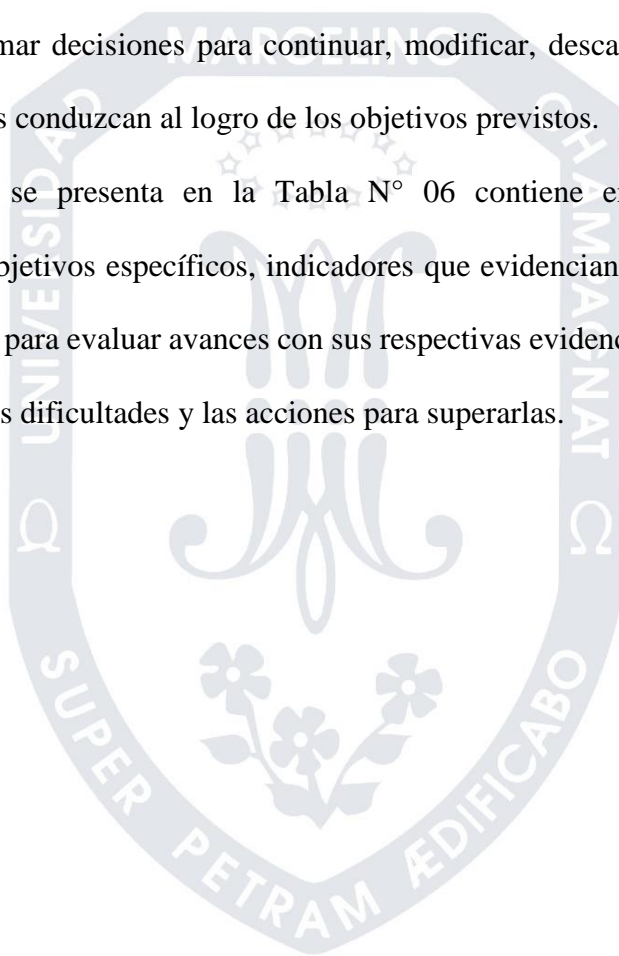 mar decisiones para continuar, modificar, desca
s conduzcan al logro de los objetivos previstos.
se presenta en la Tabla N° 06 contiene e
bjetivos específicos, indicadores que evidencian
para evaluar avances con sus respectivas evidenc
s dificultades y las acciones para superarlas.
UNIVERSIDAD MARCELINO CHAMPAGNAT
Ω Ω
SUPER PETRAM ÆDIFICABO